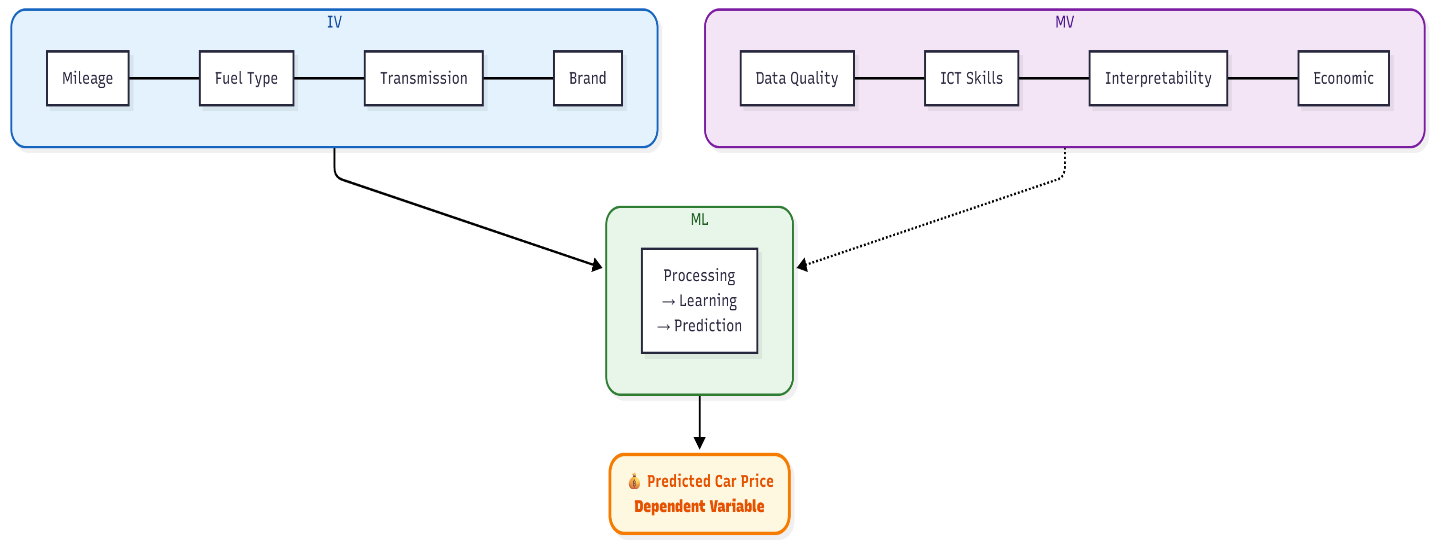 IV
Mileage
Fuel Type
Transmission
Brand
MV
Data Quality
ICT Skills
Interpretability
Economic
ML
Processing
→ Learning
→ Prediction
💰 Predicted Car Price
Dependent Variable